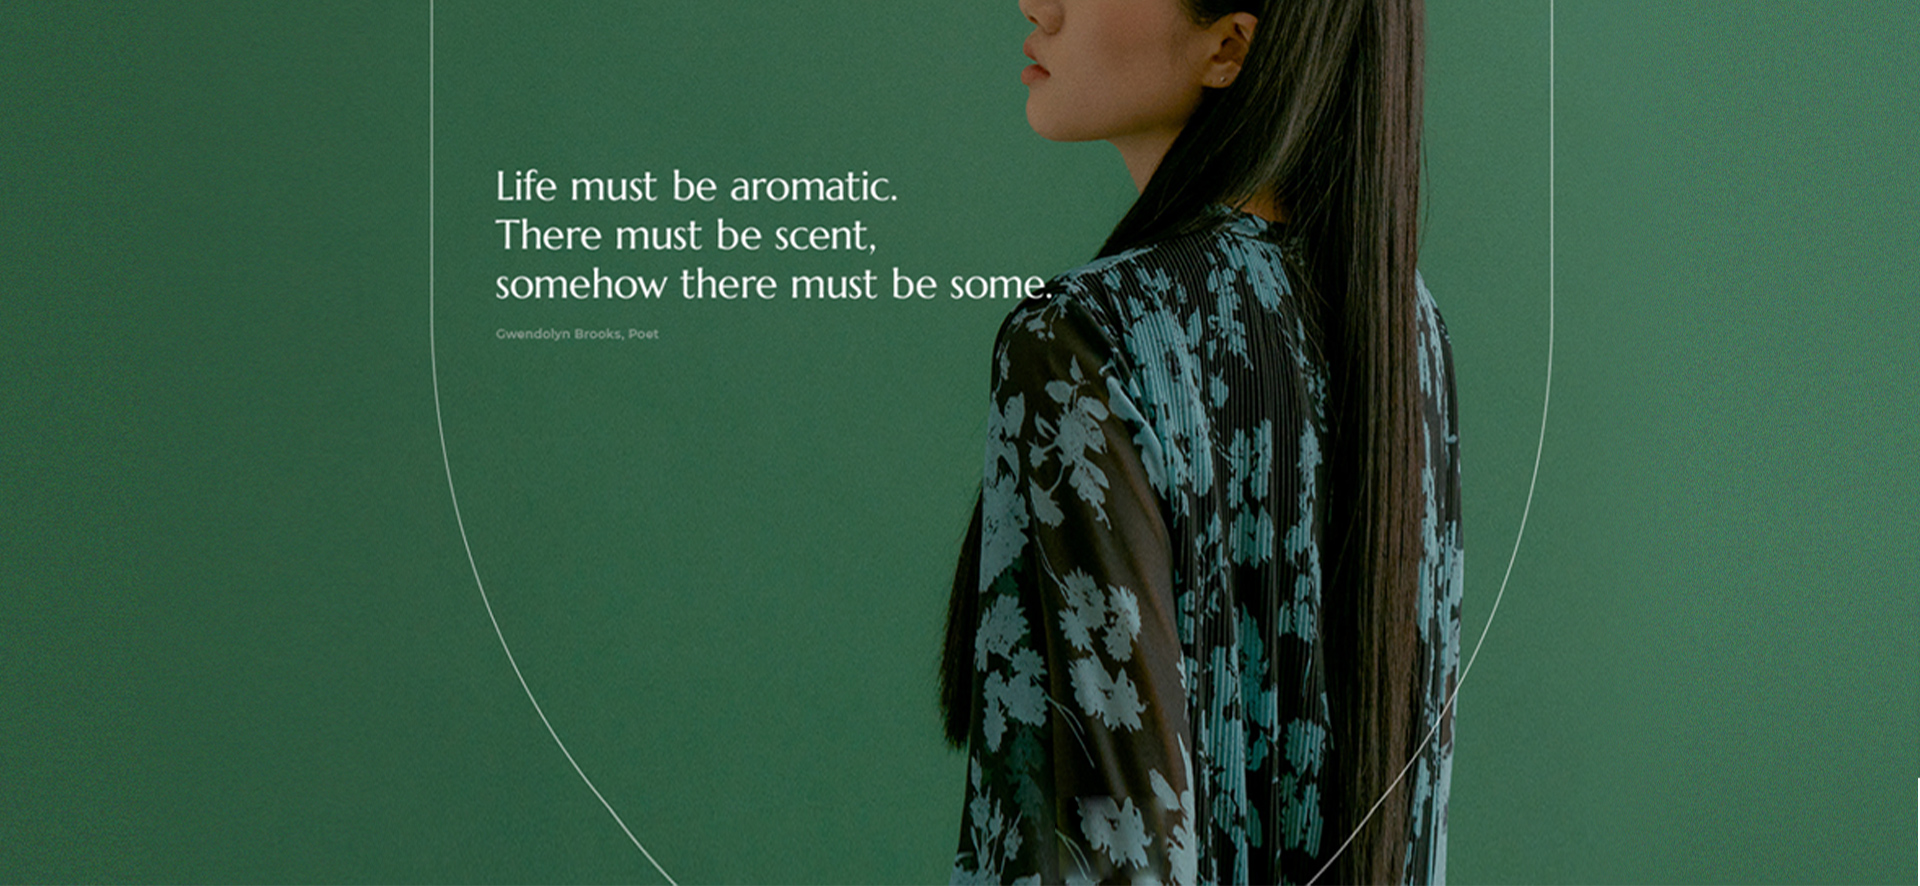 Life must be aromatic.
There must be scent,
somehow there must be some.
Gwendolyn Brooks, Poet